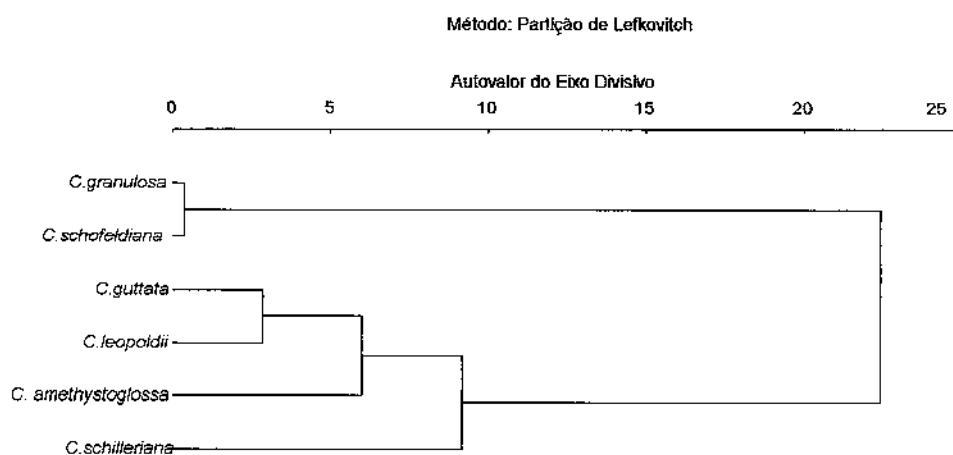 Método: Partição de Lefkovitch
Autovalor do Eixo Divisivo
0 5 10 15 20 25
C.granulosa
C.schofeldiana
C.guttata
C.leopoldii
C. amethystoglossa
C.schilleriana